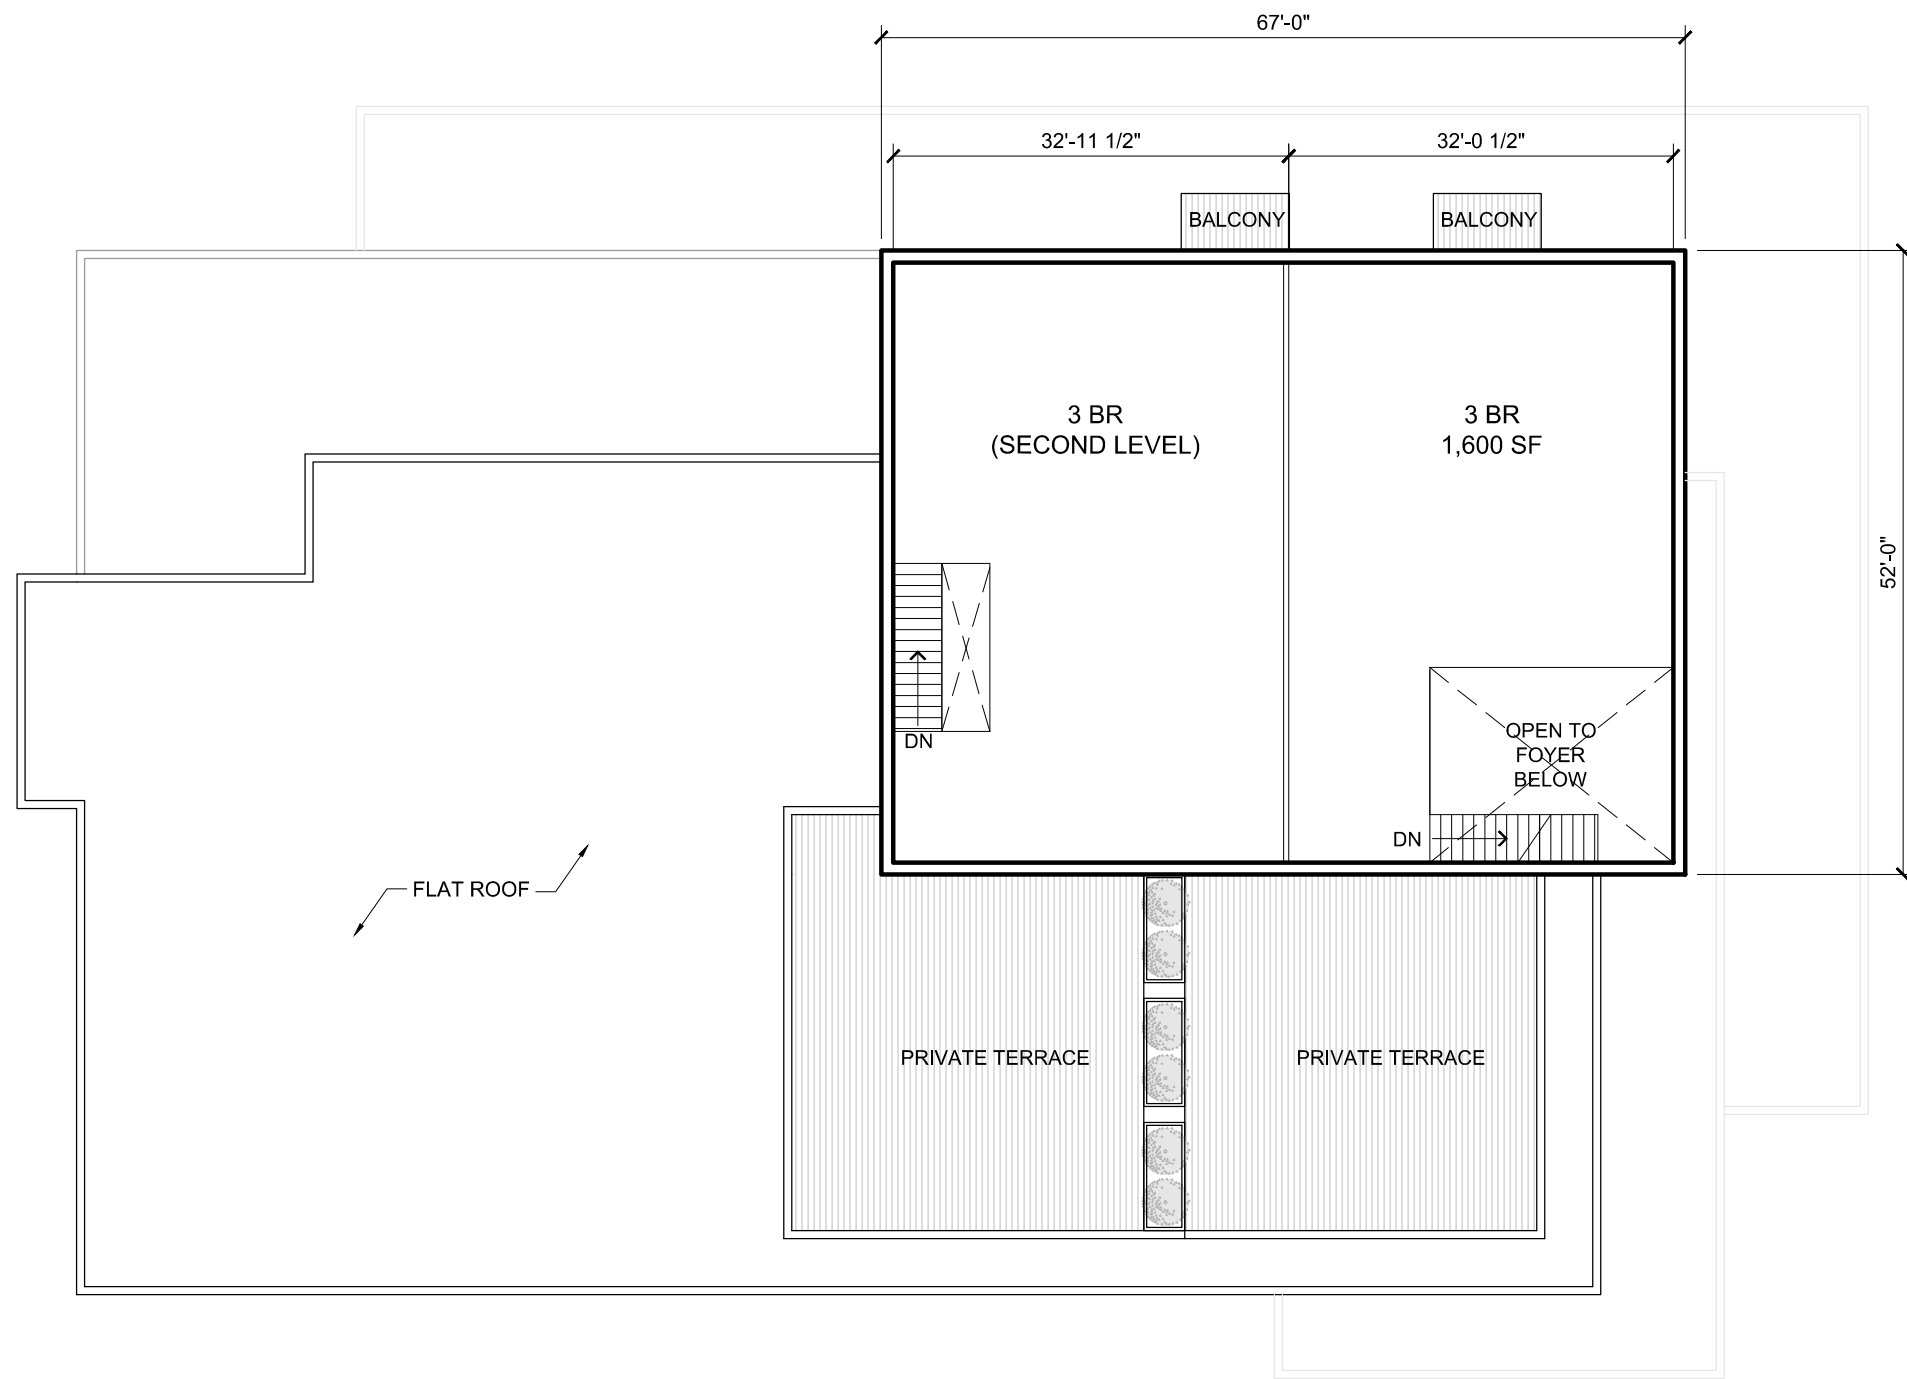 67'-0"
32'-11 1/2"
32'-0 1/2"
BALCONY
BALCONY
3 BR
(SECOND LEVEL)
3 BR
1,600 SF
52'-0"
OPEN TO
FOYER
BELOW
DN
DN
FLAT ROOF
PRIVATE TERRACE
PRIVATE TERRACE